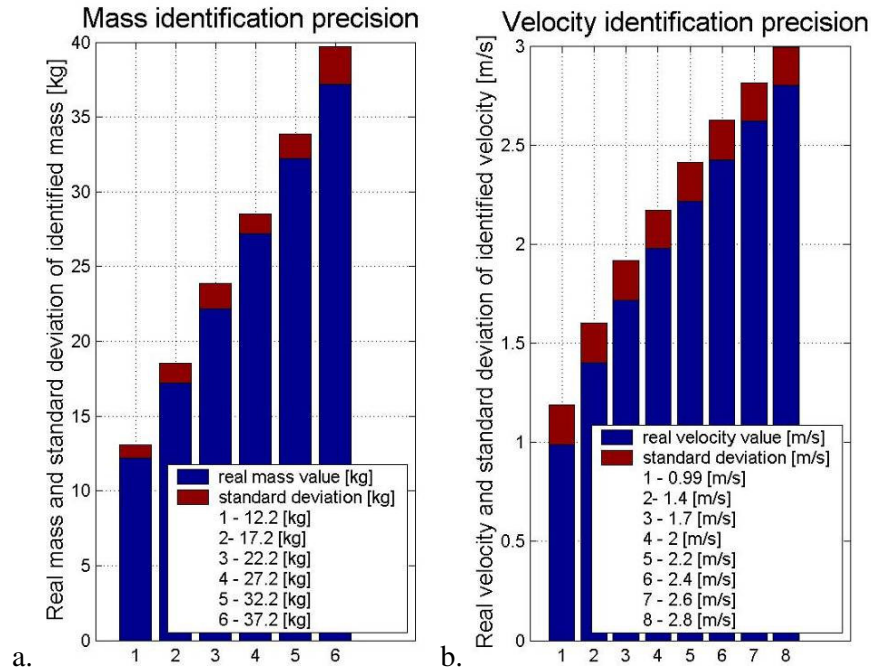 Mass identification precision
Real mass and standard deviation of identified mass [kg]
40
35
30
25
20
15
10
5
0
real mass value [kg]
standard deviation [kg]
1 - 12.2 [kg]
2- 17.2 [kg]
3 - 22.2 [kg]
4 - 27.2 [kg]
5 - 32.2 [kg]
6 - 37.2 [kg]
1 2 3 4 5 6
a.
Velocity identification precision
Real velocity and standard deviation of identified velocity [m/s]
3
2.5
2
1.5
1
0.5
0
real velocity value [m/s]
standard deviation [m/s]
1 - 0.99 [m/s]
2- 1.4 [m/s]
3 - 1.7 [m/s]
4 - 2 [m/s]
5 - 2.2 [m/s]
6 - 2.4 [m/s]
7 - 2.6 [m/s]
8 - 2.8 [m/s]
1 2 3 4 5 6 7 8
b.